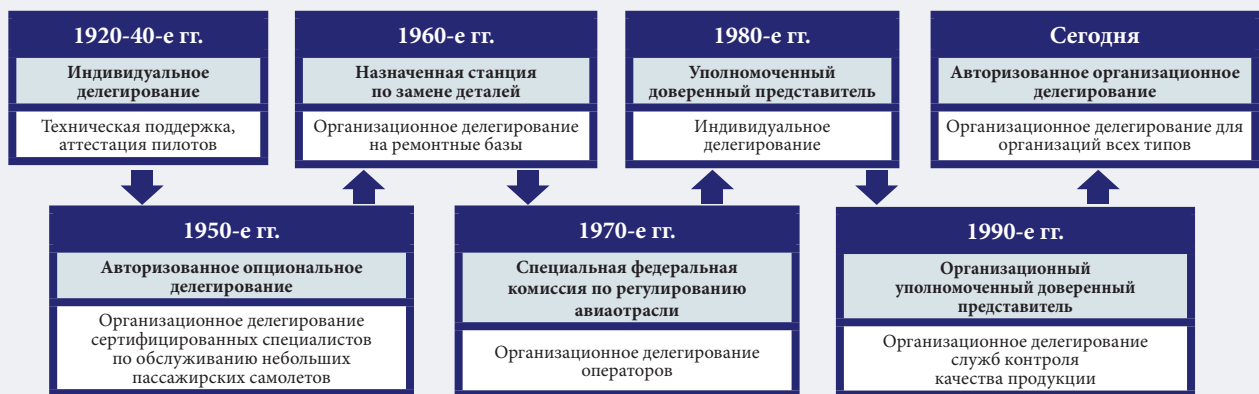 1920-40-е гг.
Индивидуальное
делегирование
Техническая поддержка,
аттестация пилотов
1960-е гг.
Назначенная станция
по замене деталей
Организационное делегирование
на ремонтные базы
1980-е гг.
Уполномоченный
доверенный представитель
Индивидуальное
делегирование
Сегодня
Авторизованное организационное
делегирование
Организационное делегирование для
организаций всех типов
1950-е гг.
Авторизованное опциональное
делегирование
Организационное делегирование
сертифицированных специалистов
по обслуживанию небольших
пассажирских самолетов
1970-е гг.
Специальная федеральная
комиссия по регулированию
авиаотрасли
Организационное делегирование
операторов
1990-е гг.
Организационный
уполномоченный доверенный
представитель
Организационное делегирование
служб контроля
качества продукции